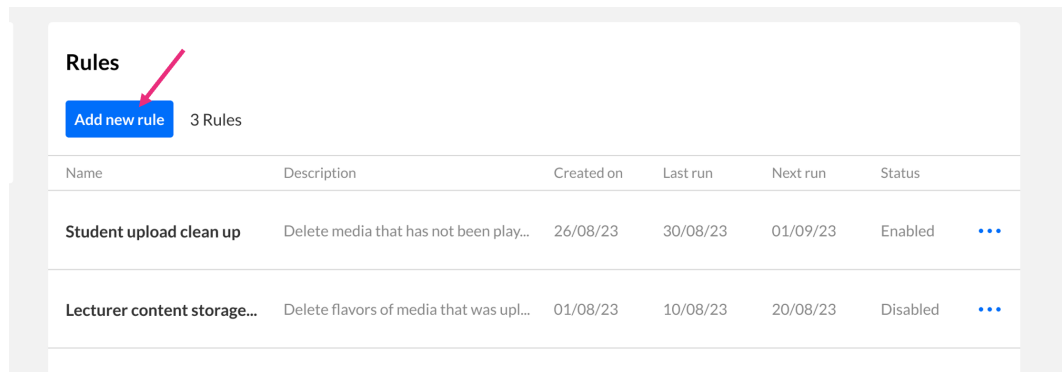 Rules
Add new rule 3 Rules
Name Description Created on Last run Next run Status
Student upload clean up Delete media that has not been play... 26/08/23 30/08/23 01/09/23 Enabled
Lecturer content storage... Delete flavors of media that was upl... 01/08/23 10/08/23 20/08/23 Disabled